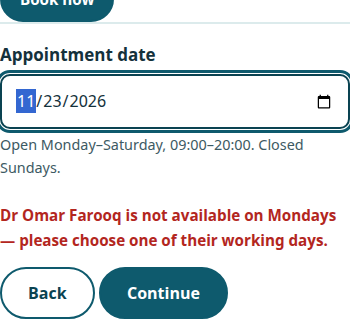 Book now
Appointment date
11/23/2026
Open Monday–Saturday, 09:00–20:00. Closed
Sundays.
Dr Omar Farooq is not available on Mondays
— please choose one of their working days.
Back
Continue